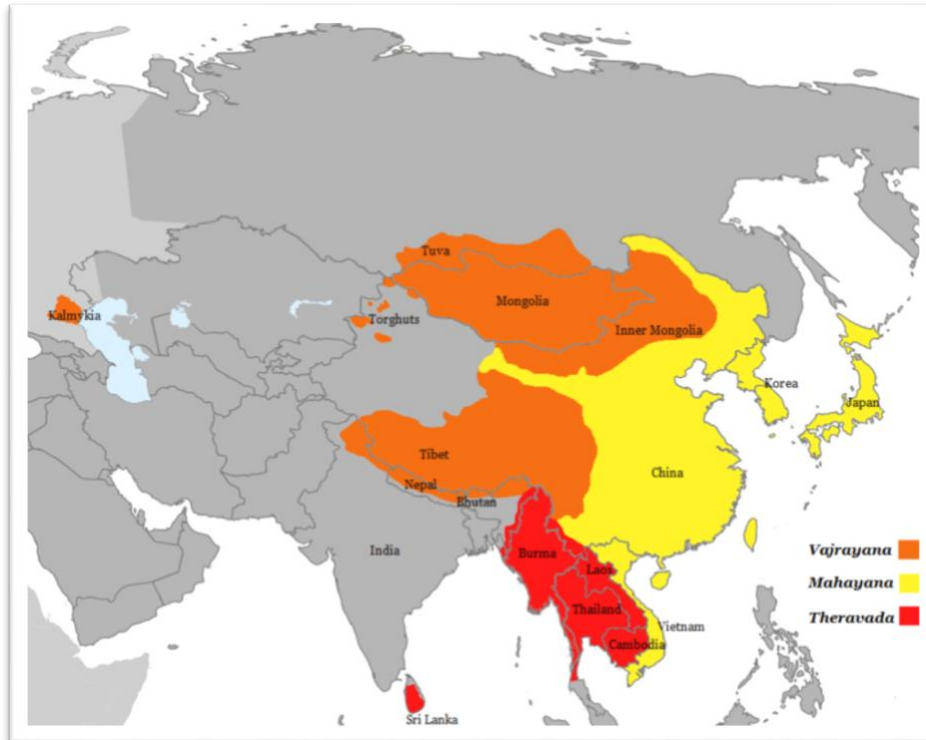 Tuva
Mongolia
Kalmykia
Torghuts
Inner Mongolia
Korea
Japan
Tibet
China
Nepal
Bhutan
India
Burma
Vajrayana
Laos
Mahayana
Thailand
Theravada
Vietnam
Cambodia
Sri Lanka